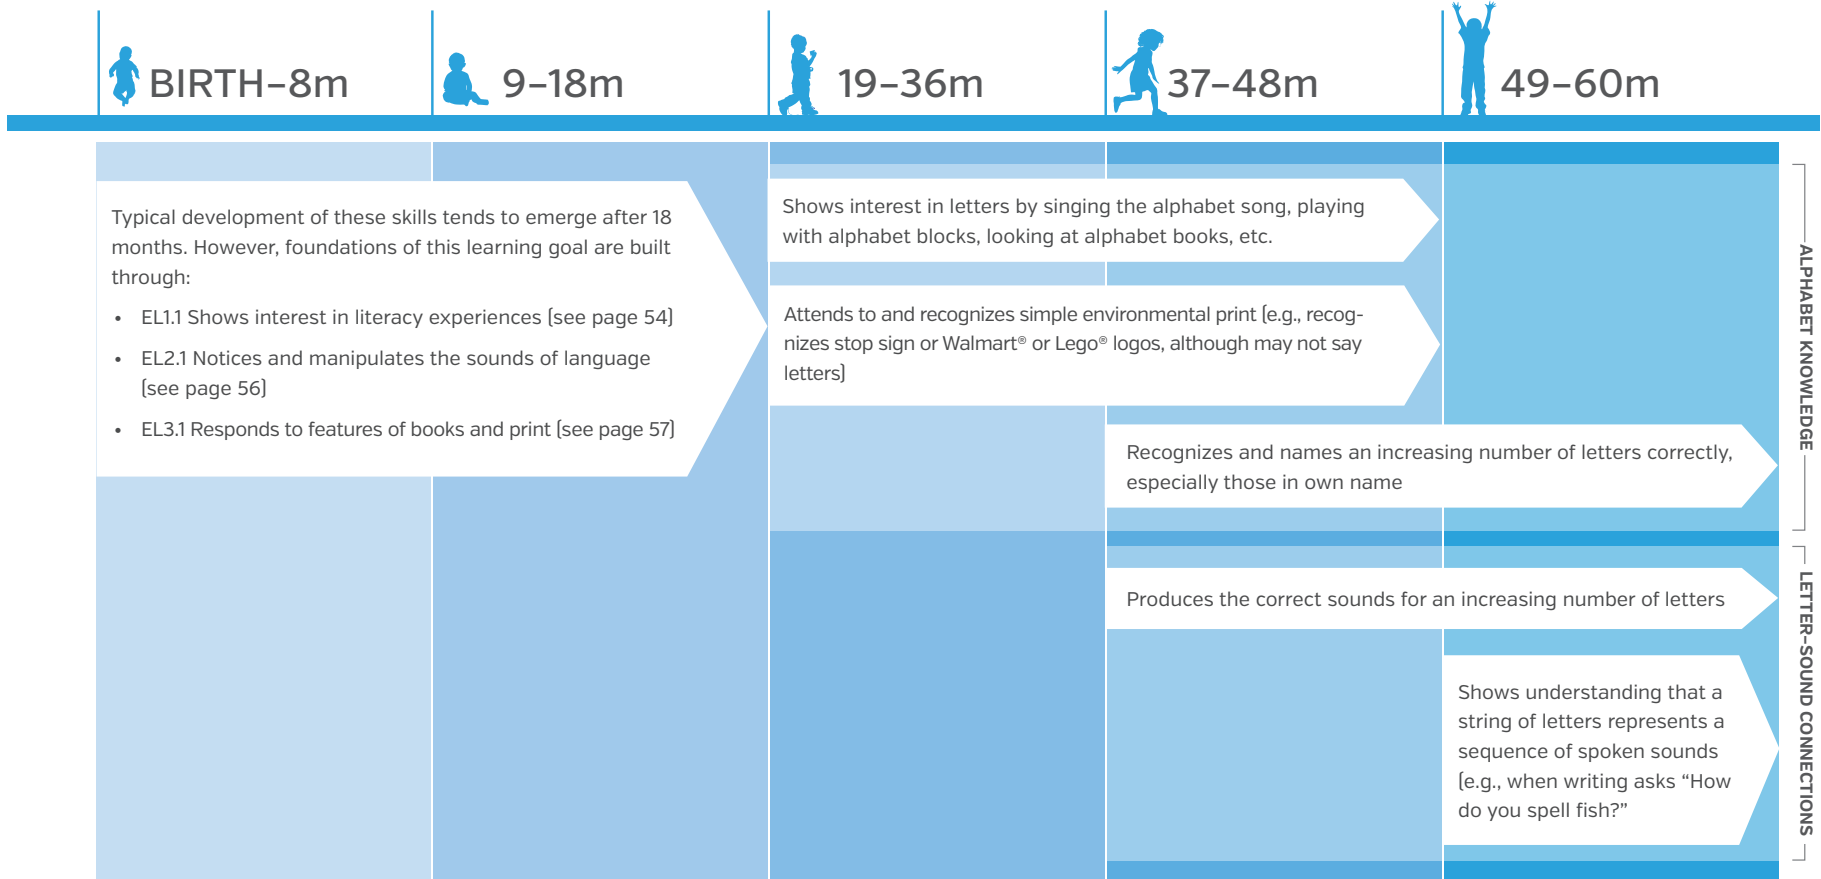 BIRTH–8m
9–18m
19–36m
37–48m
49–60m
Typical development of these skills tends to emerge after 18
months. However, foundations of this learning goal are built
through:
• EL1.1 Shows interest in literacy experiences (see page 54)
• EL2.1 Notices and manipulates the sounds of language
(see page 56)
• EL3.1 Responds to features of books and print (see page 57)
Shows interest in letters by singing the alphabet song, playing
with alphabet blocks, looking at alphabet books, etc.
Attends to and recognizes simple environmental print (e.g., recog-
nizes stop sign or Walmart® or Lego® logos, although may not say
letters)
Recognizes and names an increasing number of letters correctly,
especially those in own name
ALPHABET KNOWLEDGE
Produces the correct sounds for an increasing number of letters
Shows understanding that a
string of letters represents a
sequence of spoken sounds
(e.g., when writing asks “How
do you spell fish?”
LETTER–SOUND CONNECTIONS